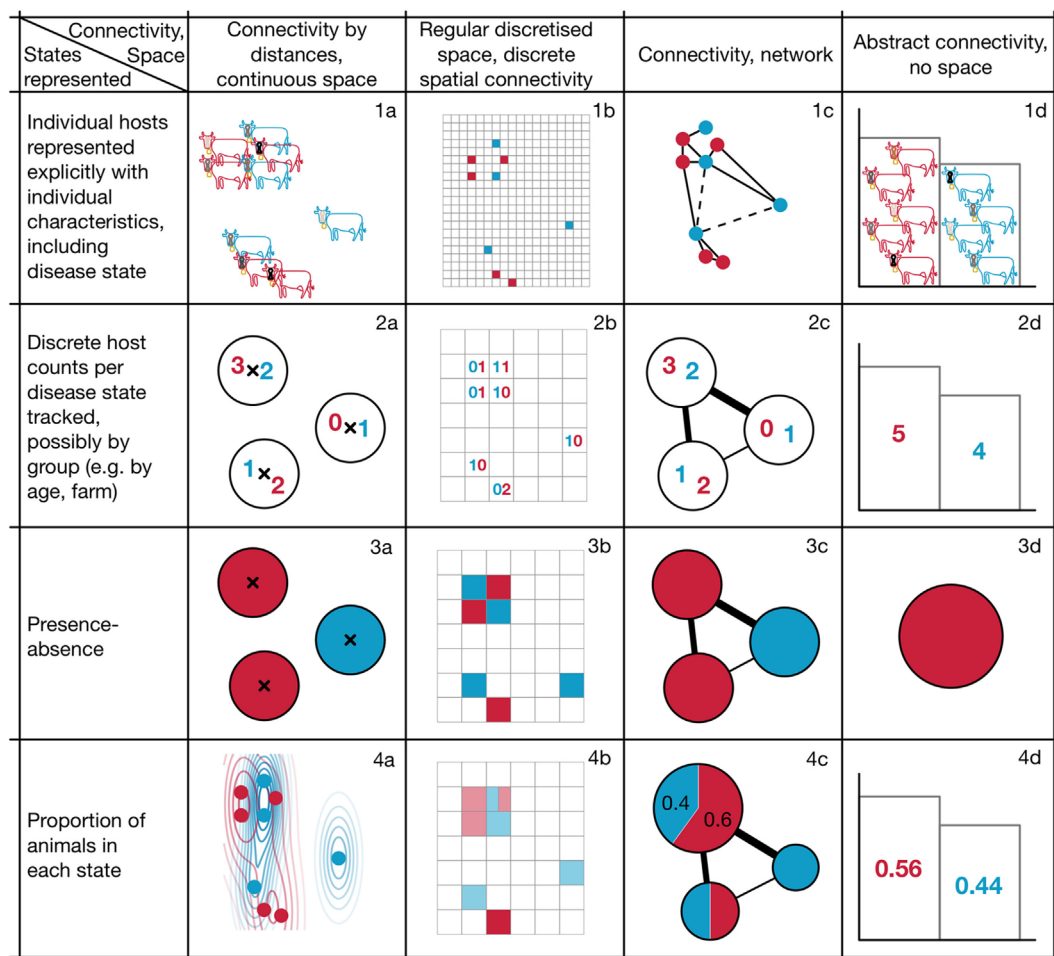 Connectivity,
Space
States
represented
Connectivity by
distances,
continuous space
Regular discretised
space, discrete
spatial connectivity
Connectivity, network
Abstract connectivity,
no space
Individual hosts
represented
explicitly with
individual
characteristics,
including
disease state
1a
1b
1c
1d
Discrete host
counts per
disease state
tracked,
possibly by
group (e.g. by
age, farm)
2a
3 2
0 1
1 2
2b
01 11
01 10
10
10
02
2c
3 2
0 1
1 2
2d
5
4
Presence-
absence
3a
3b
3c
3d
Proportion of
animals in
each state
4a
4b
4c
0.4
0.6
4d
0.56
0.44